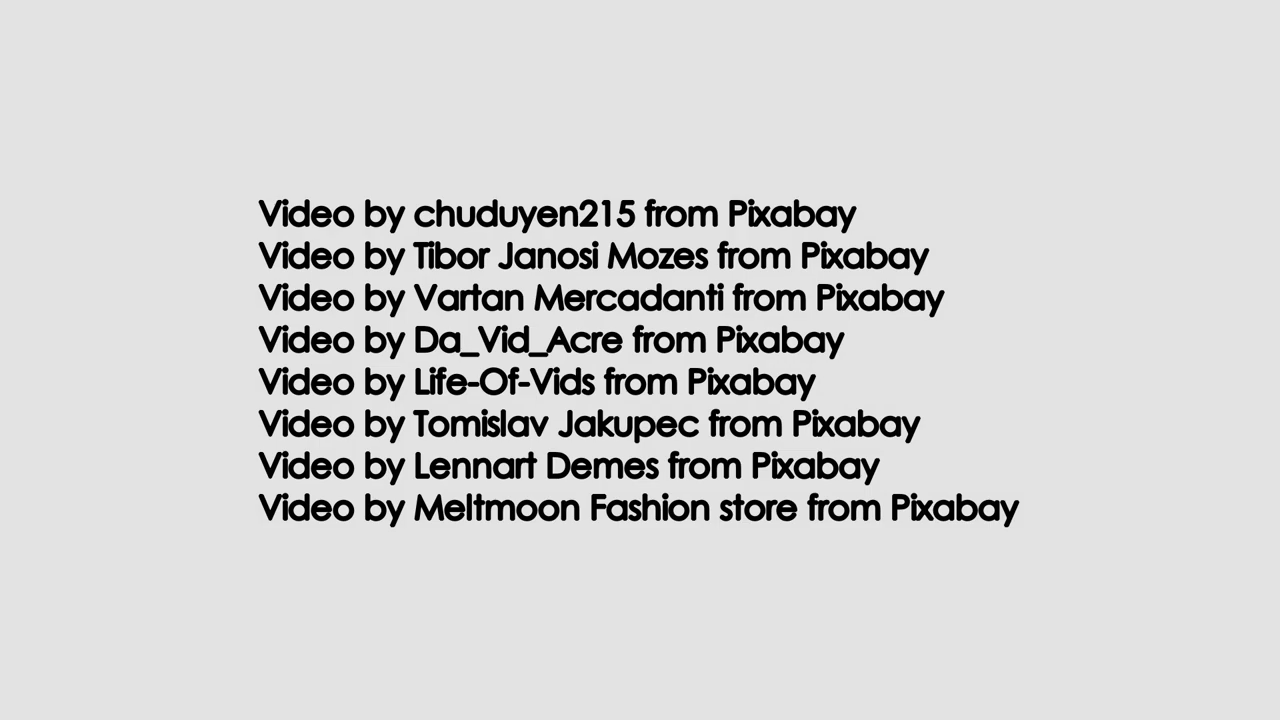 Video by chuduyen215 from Pixabay
Video by Tibor Janosi Mozes from Pixabay
Video by Vartan Mercadanti from Pixabay
Video by Da_Vid_Acre from Pixabay
Video by Life-Of-Vids from Pixabay
Video by Tomislav Jakupec from Pixabay
Video by Lennart Demes from Pixabay
Video by Meltmoon Fashion store from Pixabay